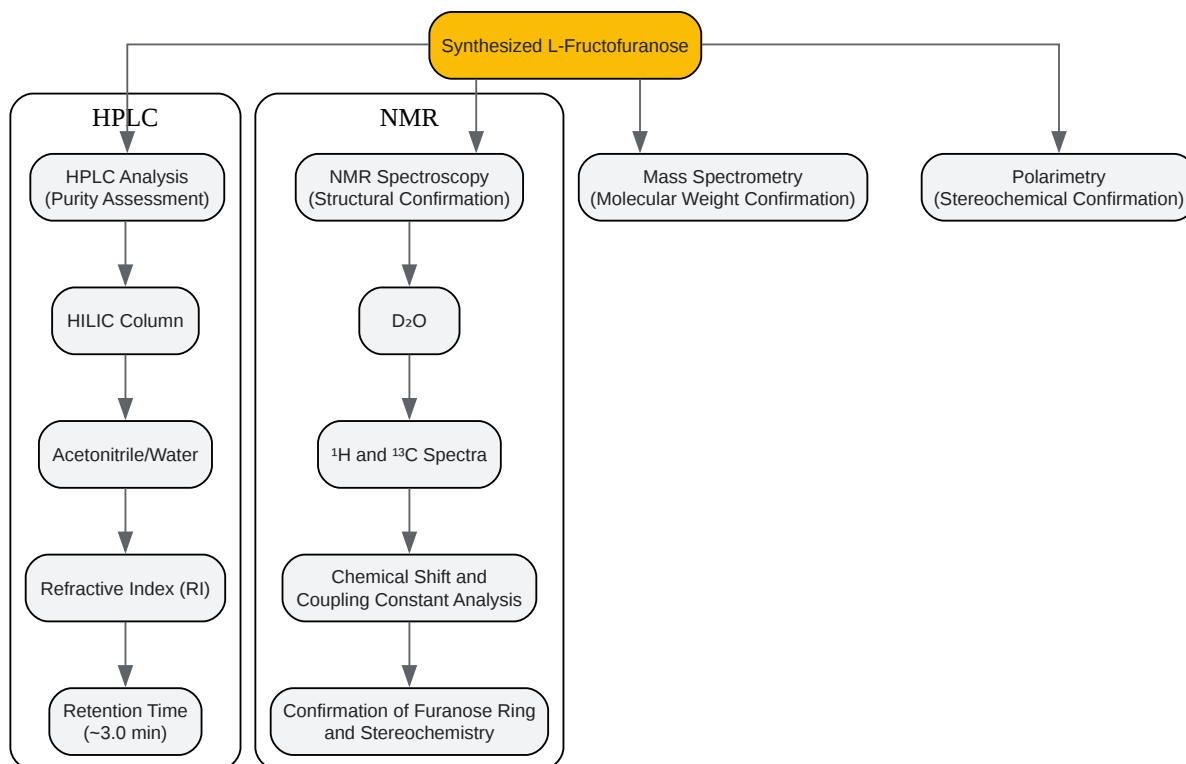 Synthesized L-Fructofuranose
HPLC
NMR
HPLC Analysis
(Purity Assessment)
NMR Spectroscopy
(Structural Confirmation)
Mass Spectrometry
(Molecular Weight Confirmation)
Polarimetry
(Stereochemical Confirmation)
HILIC Column
D₂O
Acetonitrile/Water
¹H and ¹³C Spectra
Refractive Index (RI)
Chemical Shift and
Coupling Constant Analysis
Retention Time
(~3.0 min)
Confirmation of Furanose Ring
and Stereochemistry